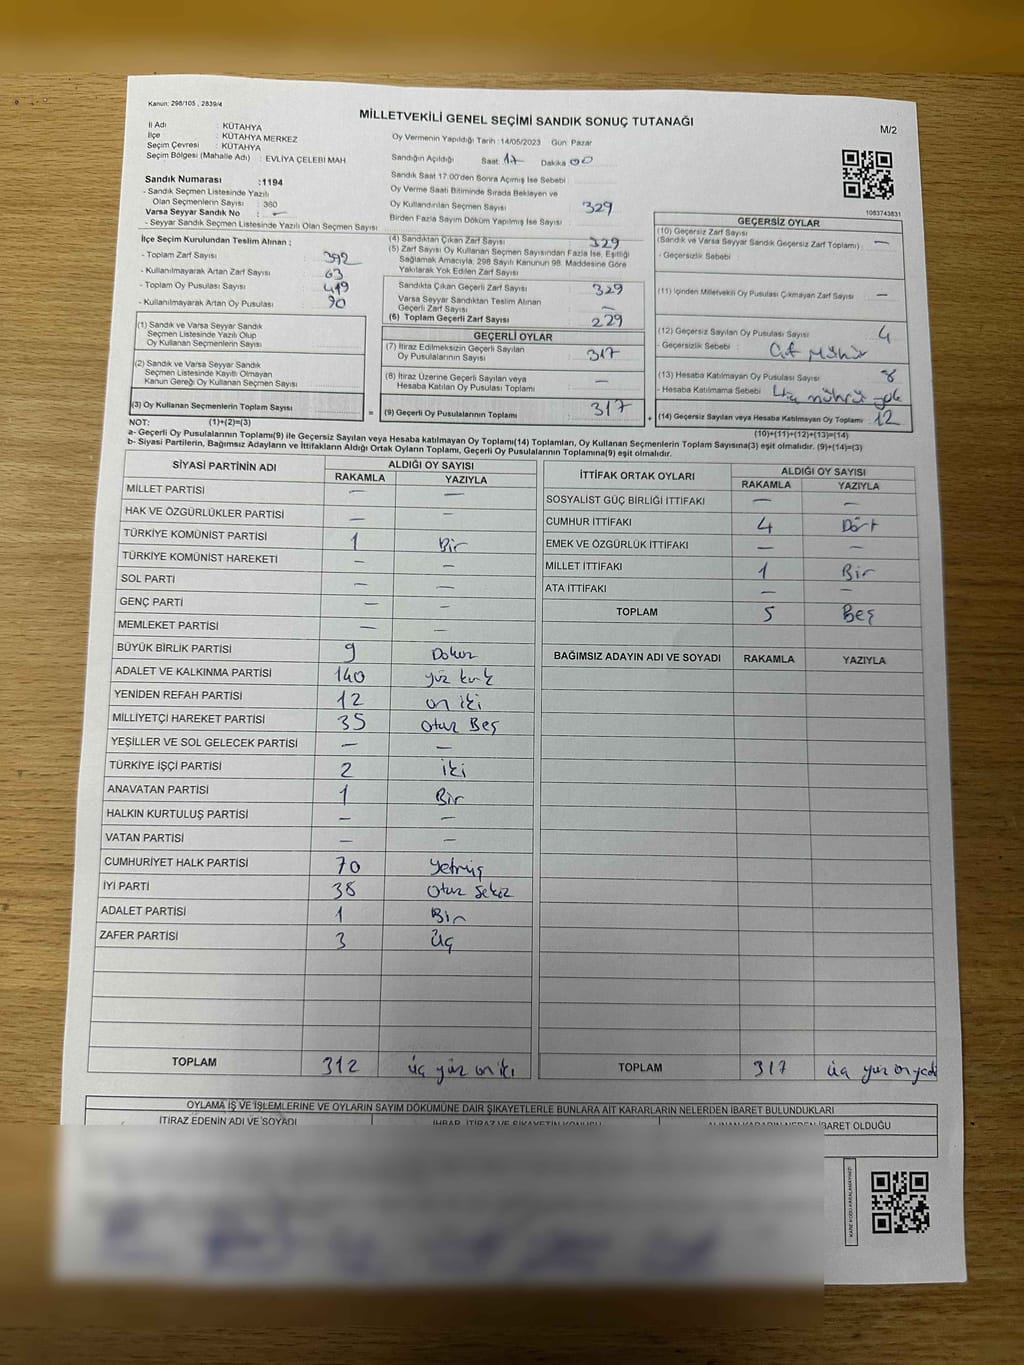 Kanun: 298/105 , 2839/4
MİLLETVEKİLİ GENEL SEÇİMİ SANDIK SONUÇ TUTANAĞI
M/2
İl Adı : KÜTAHYA
İlçe : KÜTAHYA MERKEZ
Seçim Çevresi : KÜTAHYA
Seçim Bölgesi (Mahalle Adı) : EVLİYA ÇELEBİ MAH.
Oy Vermenin Yapıldığı Tarih : 14/05/2023 Gün Pazar
Sandığın Açıldığı Saat 17 Dakika 00
Sandık Saat 17:00'den Sonra Açılmış İse Sebebi :
Oy Verme Saati Bitiminde Sırada Bekleyen ve
Oy Kullandırılan Seçmen Sayısı : 329
Birden Fazla Sayım Döküm Yapılmış İse Sayısı :
1083743831
Sandık Numarası :1194
- Sandık Seçmen Listesinde Yazılı
Olan Seçmenlerin Sayısı : 360
Varsa Seyyar Sandık No : —
- Seyyar Sandık Seçmen Listesinde Yazılı Olan Seçmen Sayısı
İlçe Seçim Kurulundan Teslim Alınan ;
- Toplam Zarf Sayısı : 392
- Kullanılmayarak Artan Zarf Sayısı : 63
- Toplam Oy Pusulası Sayısı : 419
- Kullanılmayarak Artan Oy Pusulası : 90
(1) Sandık ve Varsa Seyyar Sandık
Seçmen Listesinde Yazılı Olup
Oy Kullanan Seçmenlerin Sayısı :
(2) Sandık ve Varsa Seyyar Sandık
Seçmen Listesinde Kayıtlı Olmayan
Kanun Gereği Oy Kullanan Seçmen Sayısı
(3) Oy Kullanan Seçmenlerin Toplam Sayısı
(1)+(2)=(3)
(4) Sandıktan Çıkan Zarf Sayısı 329
(5) Zarf Sayısı Oy Kullanan Seçmen Sayısından Fazla İse, Eşitliği
Sağlamak Amacıyla, 298 Sayılı Kanunun 98. Maddesine Göre
Yakılarak Yok Edilen Zarf Sayısı
Sandıkta Çıkan Geçerli Zarf Sayısı : 329
Varsa Seyyar Sandıktan Teslim Alınan
Geçerli Zarf Sayısı : —
(6) Toplam Geçerli Zarf Sayısı : 229
GEÇERLİ OYLAR
(7) İtiraz Edilmeksizin Geçerli Sayılan
Oy Pusulalarının Sayısı : 317
(8) İtiraz Üzerine Geçerli Sayılan veya
Hesaba Katılan Oy Pusulası Toplamı —
= (9) Geçerli Oy Pusulalarının Toplamı : 317 +
GEÇERSİZ OYLAR
(10) Geçersiz Zarf Sayısı
(Sandık ve Varsa Seyyar Sandık Geçersiz Zarf Toplamı) : —
- Geçersizlik Sebebi :
(11) İçinden Milletvekili Oy Pusulası Çıkmayan Zarf Sayısı —
(12) Geçersiz Sayılan Oy Pusulası Sayısı : 4
- Geçersizlik Sebebi : Çift Mühür
(13) Hesaba Katılmayan Oy Pusulası Sayısı : 8
- Hesaba Katılmama Sebebi : Hiç mühür yok
(14) Geçersiz Sayılan veya Hesaba Katılmayan Oy Toplamı : 12
(10)+(11)+(12)+(13)=(14)
NOT:
a- Geçerli Oy Pusulalarının Toplamı(9) ile Geçersiz Sayılan veya Hesaba katılmayan Oy Toplamı(14) Toplamları, Oy Kullanan Seçmenlerin Toplam Sayısına(3) eşit olmalıdır. (9)+(14)=(3)
b- Siyasi Partilerin, Bağımsız Adayların ve İttifakların Aldığı Ortak Oyların Toplamı, Geçerli Oy Pusulalarının Toplamına(9) eşit olmalıdır.
SİYASİ PARTİNİN ADI ALDIĞI OY SAYISI
RAKAMLA YAZIYLA
MİLLET PARTİSİ — —
HAK VE ÖZGÜRLÜKLER PARTİSİ — —
TÜRKİYE KOMÜNİST PARTİSİ 1 Bir
TÜRKİYE KOMÜNİST HAREKETİ — —
SOL PARTİ — —
GENÇ PARTİ — —
MEMLEKET PARTİSİ — —
BÜYÜK BİRLİK PARTİSİ 9 Dokuz
ADALET VE KALKINMA PARTİSİ 140 yüz kırk
YENİDEN REFAH PARTİSİ 12 on iki
MİLLİYETÇİ HAREKET PARTİSİ 35 Otuz Beş
YEŞİLLER VE SOL GELECEK PARTİSİ — —
TÜRKİYE İŞÇİ PARTİSİ 2 iki
ANAVATAN PARTİSİ 1 Bir
HALKIN KURTULUŞ PARTİSİ — —
VATAN PARTİSİ — —
CUMHURİYET HALK PARTİSİ 70 Yetmiş
İYİ PARTİ 38 Otuz Sekiz
ADALET PARTİSİ 1 Bir
ZAFER PARTİSİ 3 Üç
TOPLAM 312 üç yüz on iki
İTTİFAK ORTAK OYLARI ALDIĞI OY SAYISI
RAKAMLA YAZIYLA
SOSYALİST GÜÇ BİRLİĞİ İTTİFAKI — —
CUMHUR İTTİFAKI 4 Dört
EMEK VE ÖZGÜRLÜK İTTİFAKI — —
MİLLET İTTİFAKI 1 Bir
ATA İTTİFAKI — —
TOPLAM 5 Beş
BAĞIMSIZ ADAYIN ADI VE SOYADI RAKAMLA YAZIYLA
TOPLAM 317 üç yüz on yedi
OYLAMA İŞ VE İŞLEMLERİNE VE OYLARIN SAYIM DÖKÜMÜNE DAİR ŞİKAYETLERLE BUNLARA AİT KARARLARIN NELERDEN İBARET BULUNDUKLARI
İTİRAZ EDENİN ADI VE SOYADI İHBAR, İTİRAZ VE ŞİKAYETİN KONUSU ALINAN KARARIN NEDEN İBARET OLDUĞU